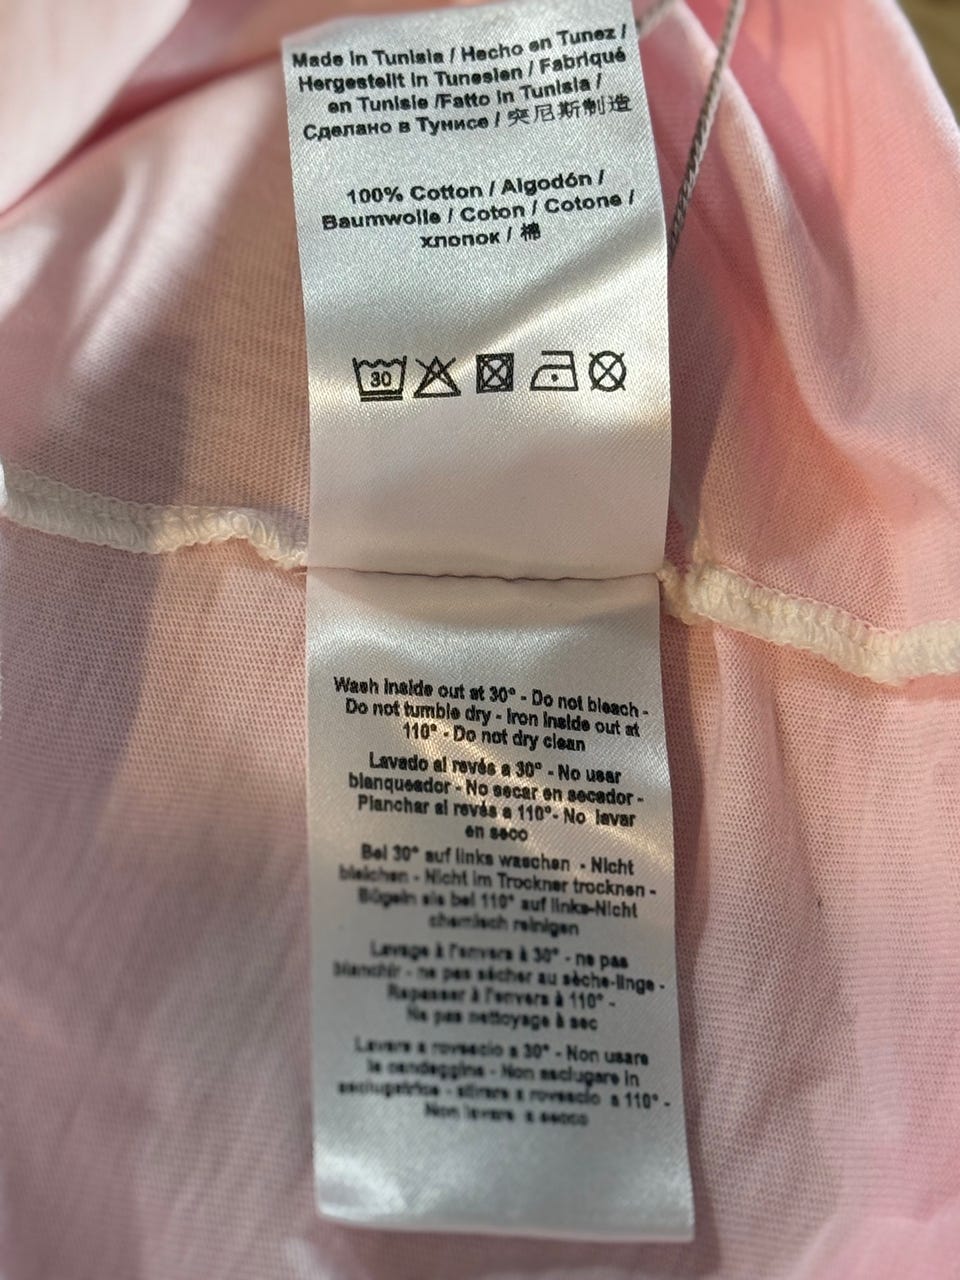 Made in Tunisia / Hecho en Tunez /
Hergestellt in Tunesien / Fabriqué
en Tunisie /Fatto in Tunisia /
Сделано в Тунисе / 突尼斯制造
100% Cotton / Algodón /
Baumwolle / Coton / Cotone /
хлопок / 棉
30
Wash inside out at 30° - Do not bleach -
Do not tumble dry - Iron inside out at
110° - Do not dry clean
Lavado al revés a 30° - No usar
blanqueador - No secar en secador -
Planchar al revés a 110°- No lavar
en seco
Bei 30° auf links waschen - Nicht
bleichen - Nicht im Trockner trocknen -
Bügeln sie bei 110° auf links-Nicht
chemisch reinigen
Lavage à l'envers à 30° - ne pas
blanchir - ne pas sécher au sèche-linge -
Rapasser à l'envers à 110° -
Ne pas nettoyage à sec
Lavare a rovescio a 30° - Non usare
la candeggina - Non asciugare in
asciugatrice - stirare a rovescio a 110° -
Non lavare a secco